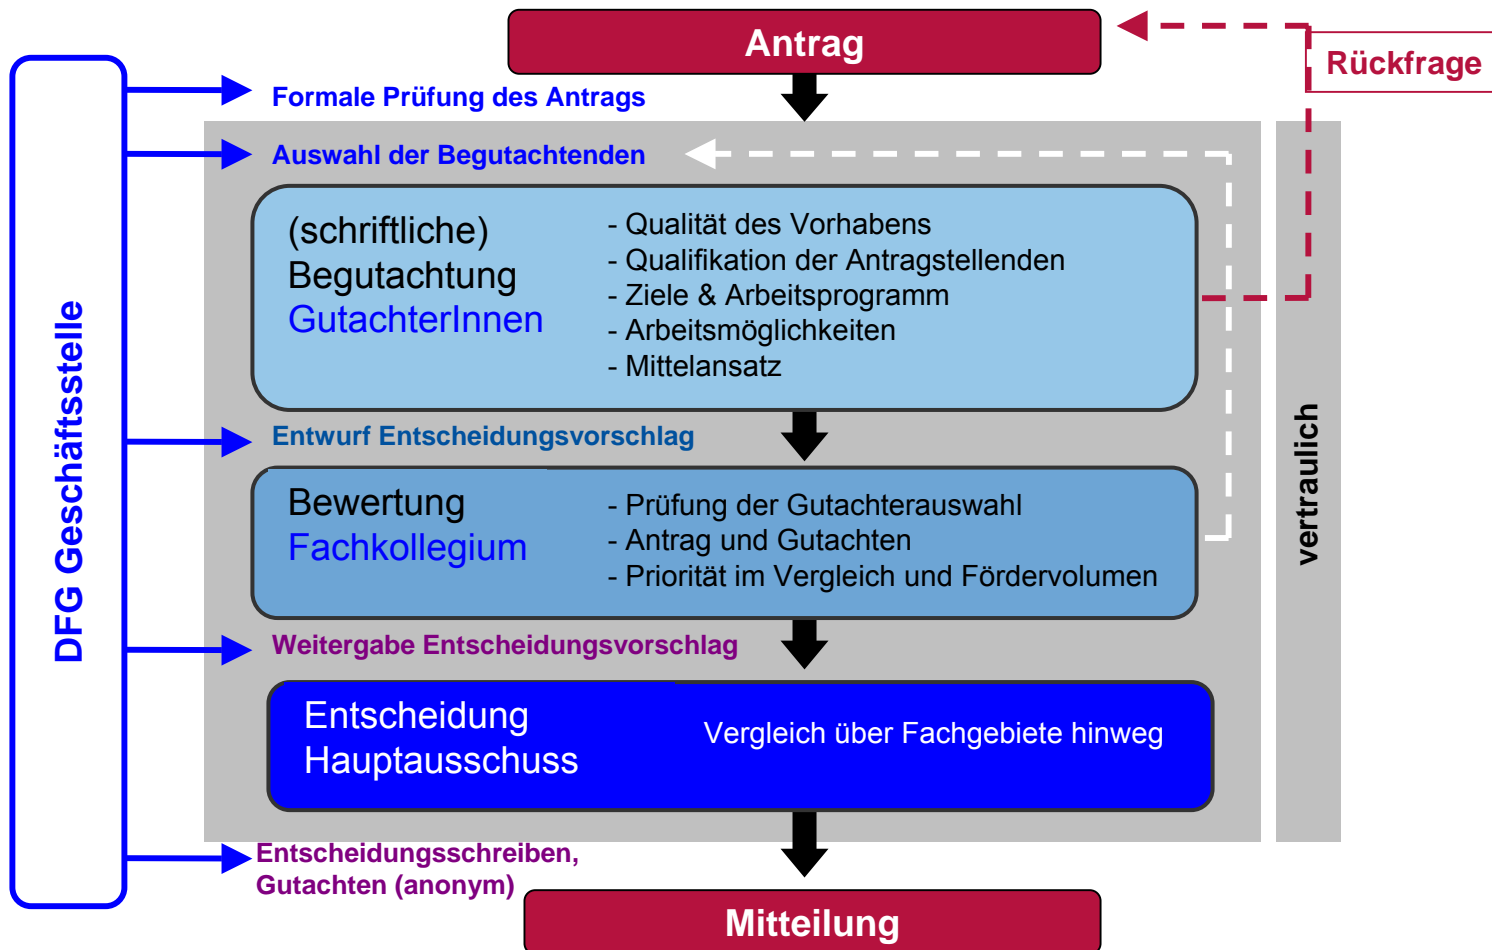 Antrag
Rückfrage
Formale Prüfung des Antrags
Auswahl der Begutachtenden
(schriftliche)
Begutachtung
GutachterInnen
- Qualität des Vorhabens
- Qualifikation der Antragstellenden
- Ziele & Arbeitsprogramm
- Arbeitsmöglichkeiten
- Mittelansatz
DFG Geschäftsstelle
vertraulich
Entwurf Entscheidungsvorschlag
Bewertung
Fachkollegium
- Prüfung der Gutachterauswahl
- Antrag und Gutachten
- Priorität im Vergleich und Fördervolumen
Weitergabe Entscheidungsvorschlag
Entscheidung
Hauptausschuss
Vergleich über Fachgebiete hinweg
Entscheidungsschreiben,
Gutachten (anonym)
Mitteilung